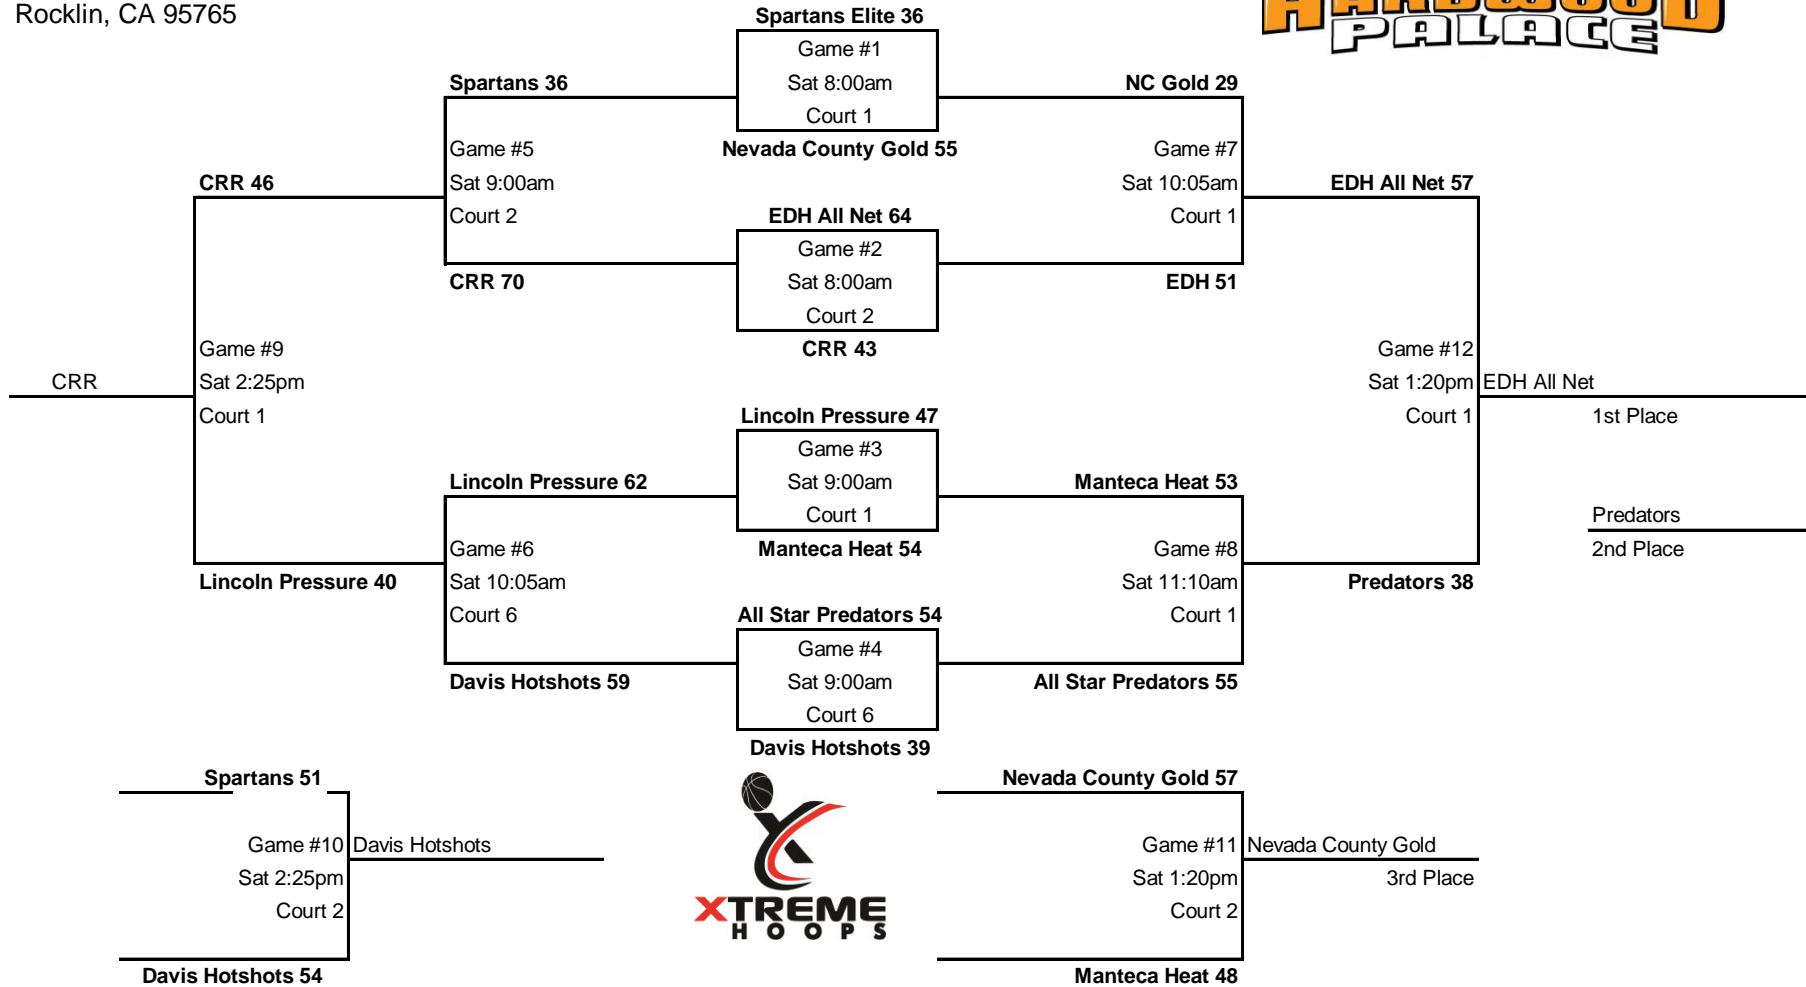 Rocklin, CA 95765
HARDWOOD
PALACE
Spartans Elite 36
Game #1
Sat 8:00am
Court 1
Nevada County Gold 55
Spartans 36
Game #5
Sat 9:00am
Court 2
CRR 70
NC Gold 29
Game #7
Sat 10:05am
Court 1
EDH 51
CRR 46
EDH All Net 57
EDH All Net 64
Game #2
Sat 8:00am
Court 2
CRR 43
CRR
Game #9
Sat 2:25pm
Court 1
Game #12
Sat 1:20pm
Court 1
EDH All Net
1st Place
Lincoln Pressure 47
Game #3
Sat 9:00am
Court 1
Manteca Heat 54
Lincoln Pressure 62
Game #6
Sat 10:05am
Court 6
Davis Hotshots 59
Manteca Heat 53
Game #8
Sat 11:10am
Court 1
All Star Predators 55
Predators
2nd Place
Lincoln Pressure 40
Predators 38
All Star Predators 54
Game #4
Sat 9:00am
Court 6
Davis Hotshots 39
Spartans 51
Game #10
Sat 2:25pm
Court 2
Davis Hotshots
Davis Hotshots 54
XTREME
HOOPS
Nevada County Gold 57
Game #11
Sat 1:20pm
Court 2
Nevada County Gold
3rd Place
Manteca Heat 48